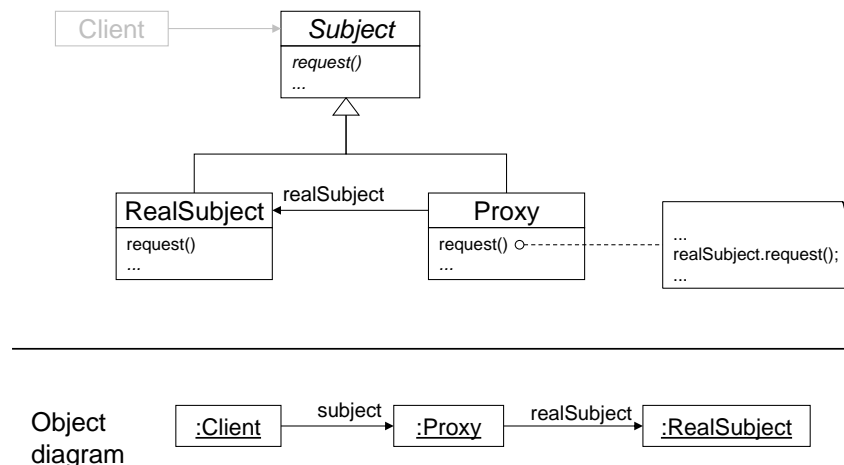 Client
Subject
request()
...
realSubject
RealSubject
request()
...
Proxy
request()
...
...
realSubject.request();
...
Object
diagram
:Client
subject
:Proxy
realSubject
:RealSubject